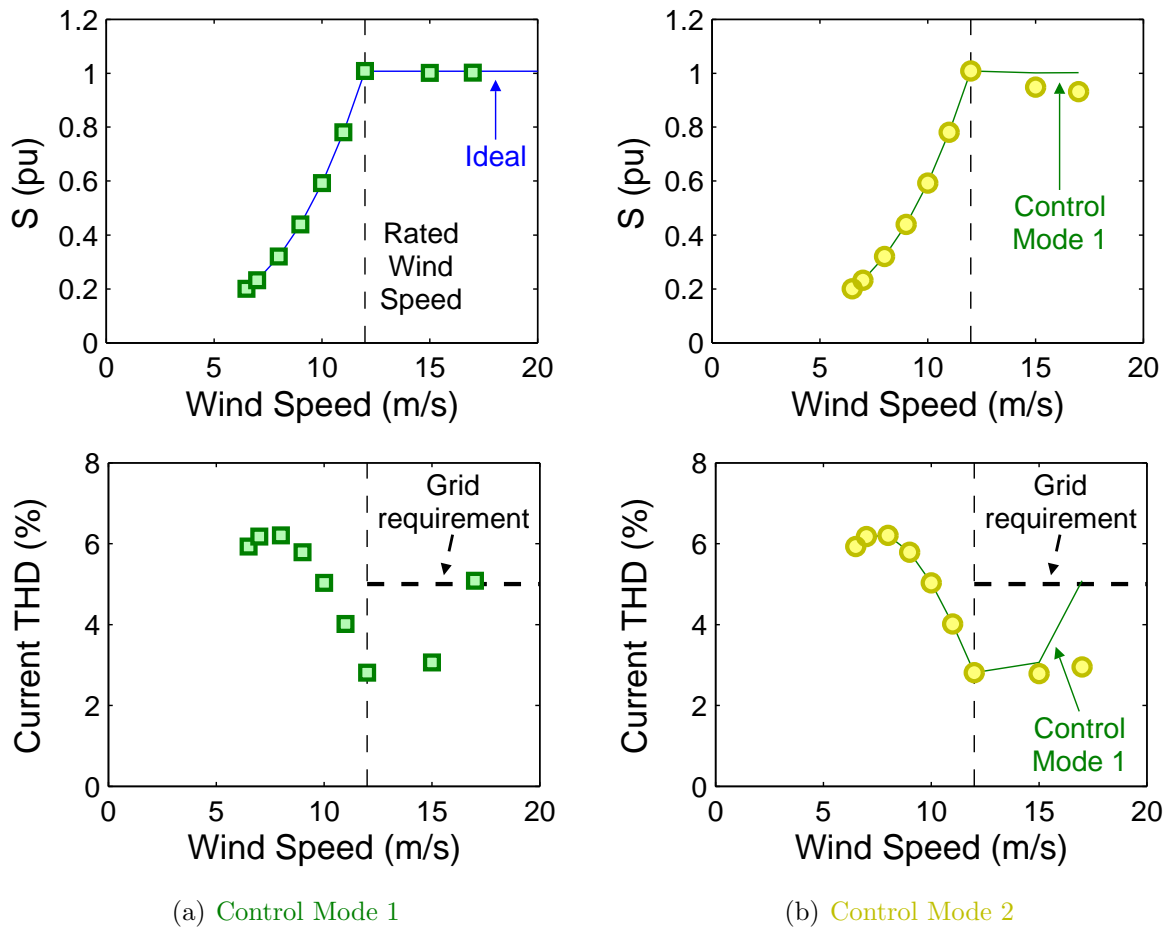 1.2
1
0.8
0.6
0.4
0.2
0
S (pu)
Ideal
Rated
Wind
Speed
0 5 10 15 20
Wind Speed (m/s)
1.2
1
0.8
0.6
0.4
0.2
0
S (pu)
Control
Mode 1
0 5 10 15 20
Wind Speed (m/s)
8
6
4
2
0
Current THD (%)
Grid
requirement
0 5 10 15 20
Wind Speed (m/s)
(a) Control Mode 1
8
6
4
2
0
Current THD (%)
Grid
requirement
Control
Mode 1
0 5 10 15 20
Wind Speed (m/s)
(b) Control Mode 2